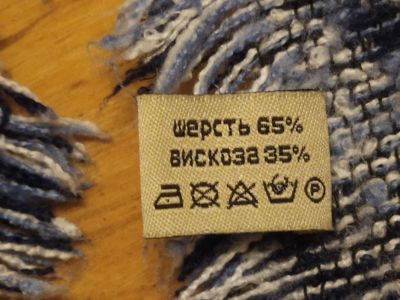 шерсть 65%
вискоза 35%
P